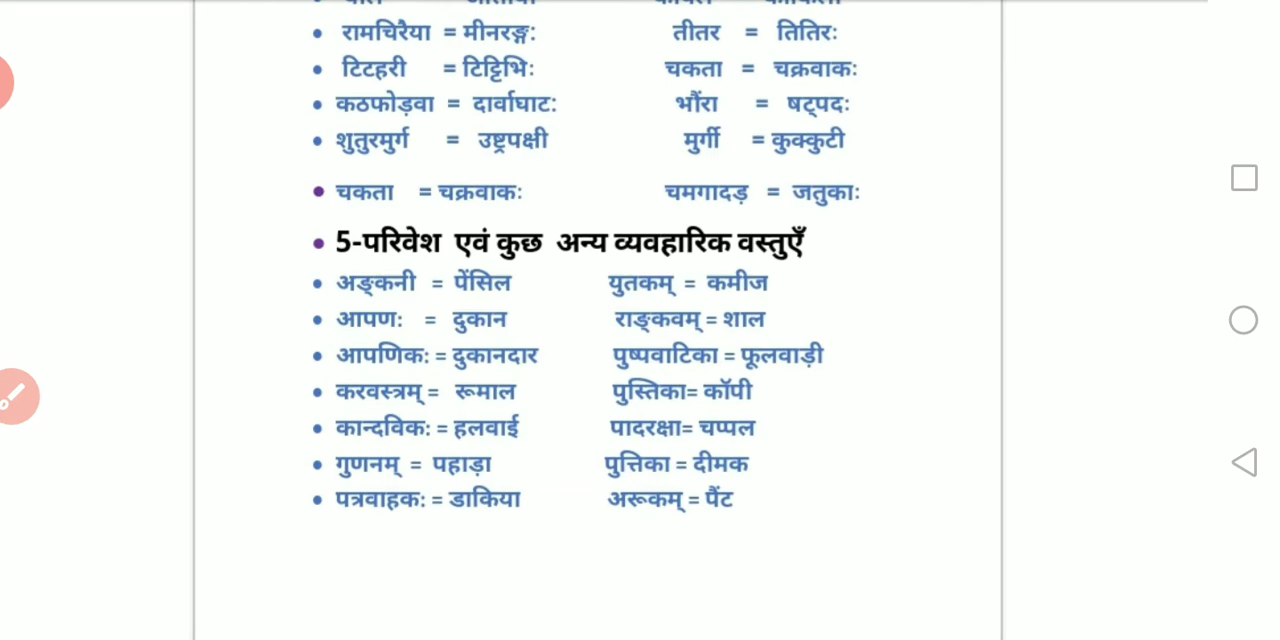 रामचिरैया = मीनरङ्ग: तीतर = तितिरः
टिटहरी = टिट्टिभिः चकता = चक्रवाकः
कठफोड़वा = दार्वाघाट: भौंरा = षट्पदः
शुतुरमुर्ग = उष्ट्रपक्षी मुर्गी = कुक्कुटी
चकता = चक्रवाकः चमगादड़ = जतुकाः
5-परिवेश एवं कुछ अन्य व्यवहारिक वस्तुएँ
अङ्कनी = पेंसिल युतकम् = कमीज
आपण: = दुकान राङ्कवम् = शाल
आपणिक: = दुकानदार पुष्पवाटिका = फूलवाड़ी
करवस्त्रम् = रूमाल पुस्तिका= कॉपी
कान्दविक: = हलवाई पादरक्षा= चप्पल
गुणनम् = पहाड़ा पुत्तिका = दीमक
पत्रवाहक: = डाकिया अरूकम् = पैंट